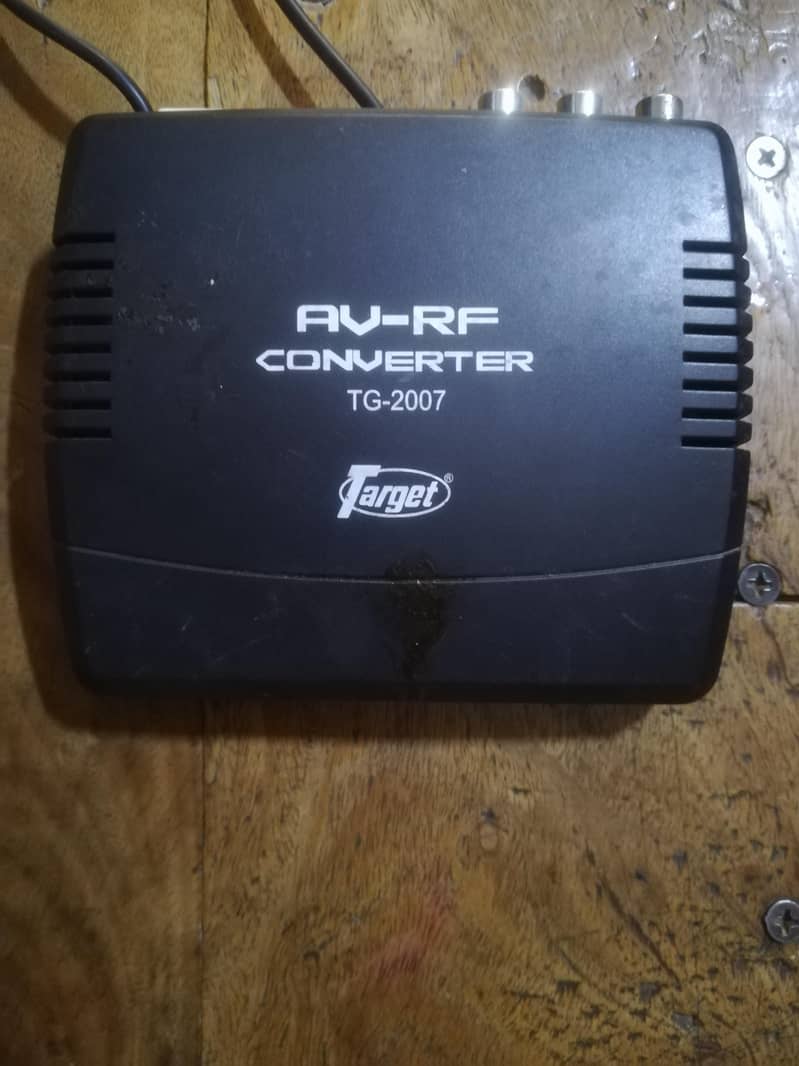 AV-RF
CONVERTER
TG-2007
Target®